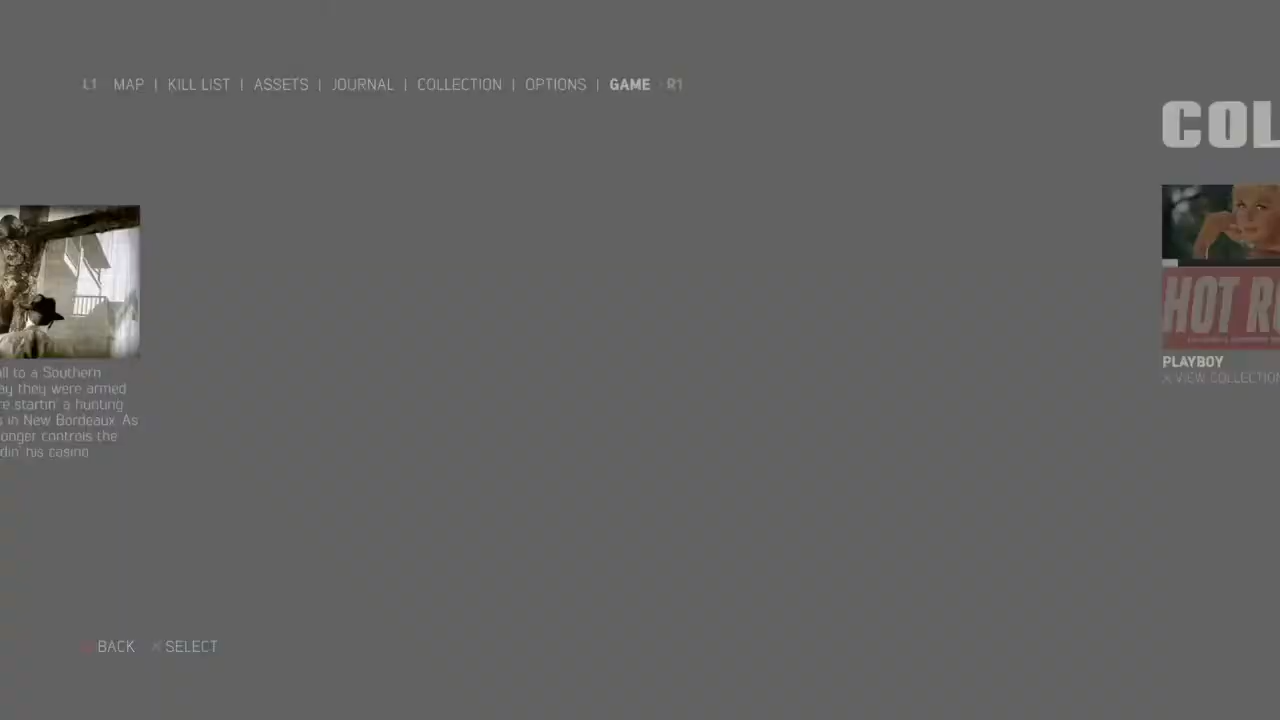 L1 MAP | KILL LIST | ASSETS | JOURNAL | COLLECTION | OPTIONS | GAME R1
COL
HOT R
PLAYBOY
X VIEW COLLECTION
ll to a Southern
ay they were armed
re startin' a hunting
s in New Bordeaux. As
onger controls the
din' his casino
BACK X SELECT